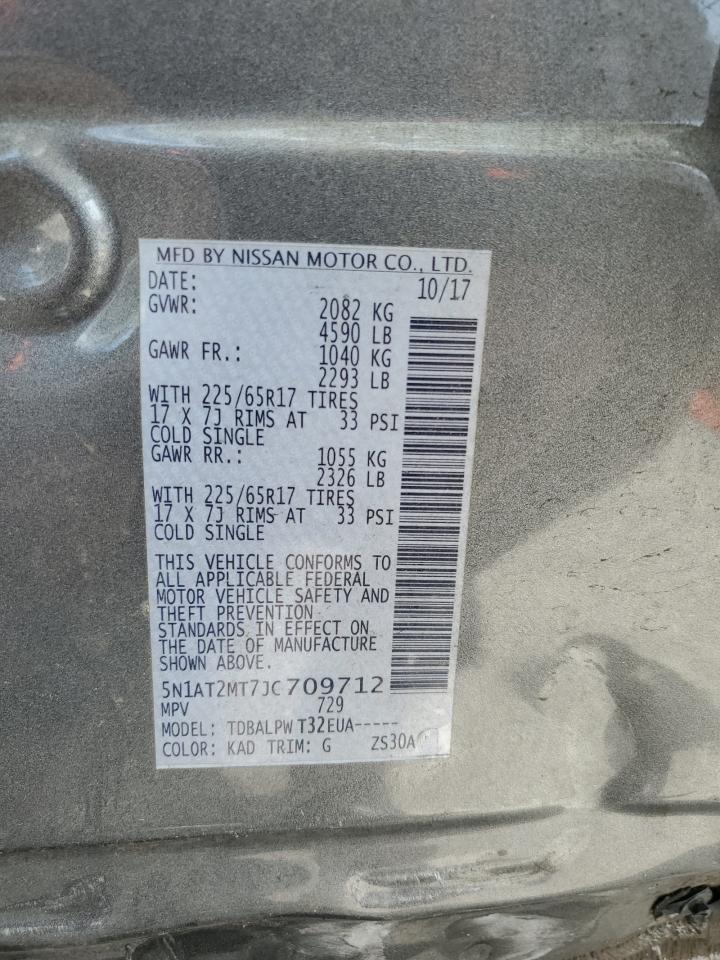 MFD BY NISSAN MOTOR CO., LTD.
DATE: 10/17
GVWR: 2082 KG
4590 LB
GAWR FR.: 1040 KG
2293 LB
WITH 225/65R17 TIRES
17 X 7J RIMS AT 33 PSI
COLD SINGLE
GAWR RR.: 1055 KG
2326 LB
WITH 225/65R17 TIRES
17 X 7J RIMS AT 33 PSI
COLD SINGLE
THIS VEHICLE CONFORMS TO
ALL APPLICABLE FEDERAL
MOTOR VEHICLE SAFETY AND
THEFT PREVENTION
STANDARDS IN EFFECT ON
THE DATE OF MANUFACTURE
SHOWN ABOVE.
5N1AT2MT7JC709712
MPV 729
MODEL: TDBALPW T32EUA-----
COLOR: KAD TRIM: G ZS30A